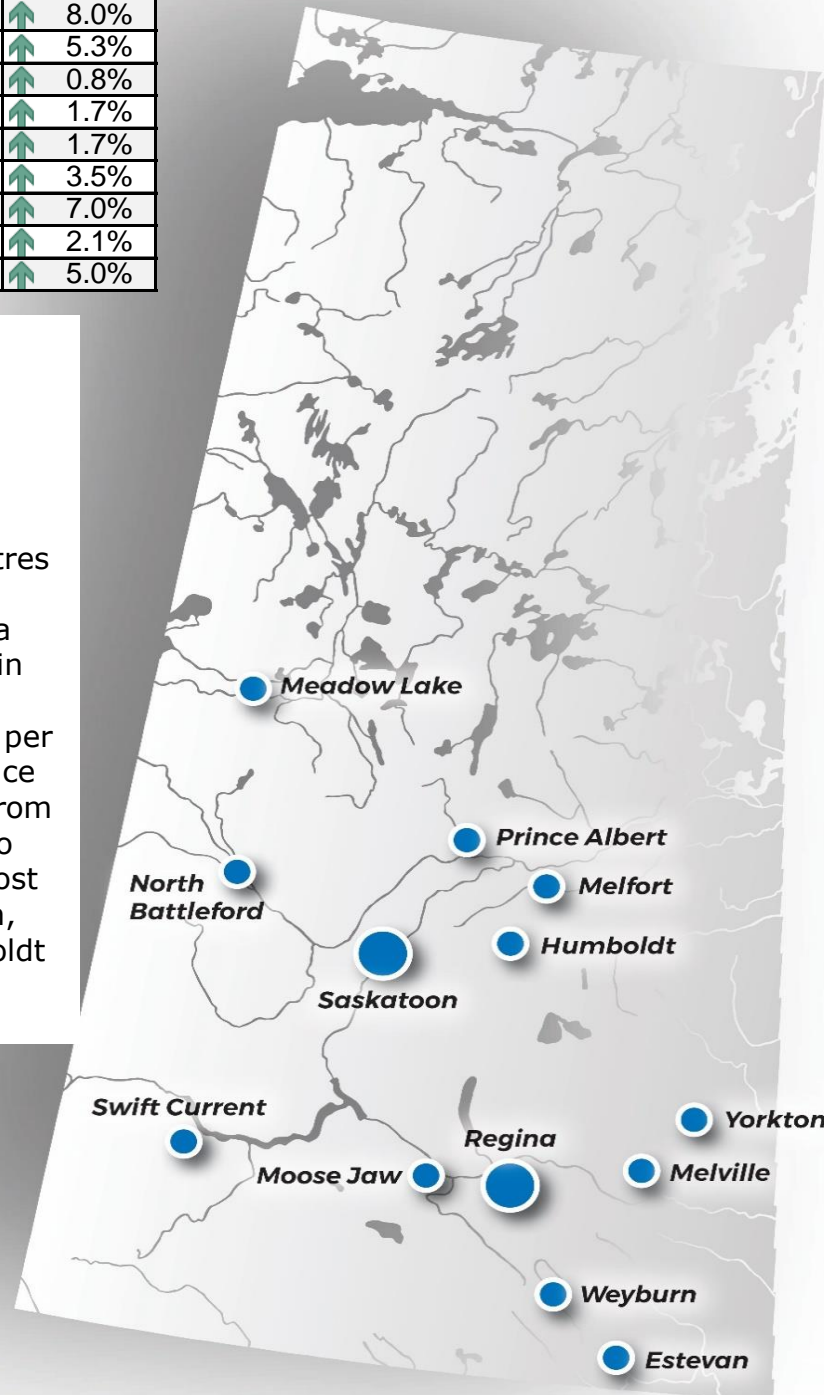 8.0%
5.3%
0.8%
1.7%
1.7%
3.5%
7.0%
2.1%
5.0%
tres
a
in
per
ce
rom
o
ost
n,
oldt
Meadow Lake
Prince Albert
North
Battleford
Melfort
Humboldt
Saskatoon
Swift Current
Yorkton
Regina
Moose Jaw
Melville
Weyburn
Estevan